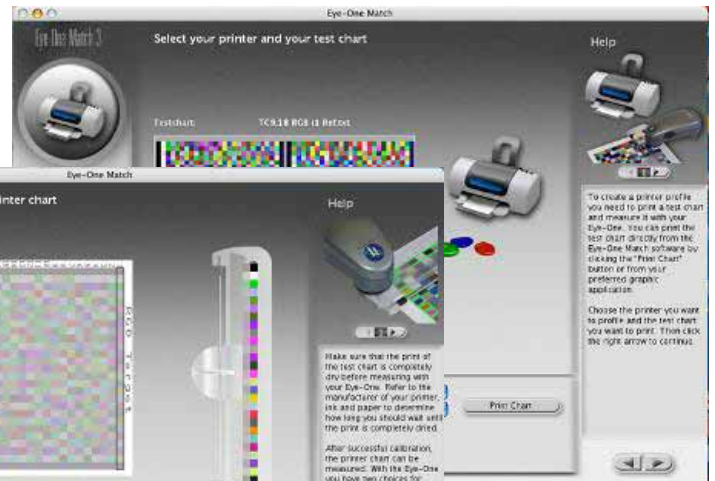 Eye-One Match
Eye-One Match 3
Select your printer and your test chart
Help
Testchart:
TC9.18 RGB i1 Ref.txt
To create a printer profile
you need to print a test chart
and measure it with your
Eye-One. You can print the
test chart directly from the
Eye-One Match software by
clicking the "Print Chart"
button or from your
preferred graphic
application.
Choose the printer you want
to profile and the test chart
you want to print. Then click
the right arrow to continue.
Print Chart
Eye-One Match
inter chart
Help
RGB Target
Make sure that the print of
the test chart is completely
dry before measuring with
your Eye-One. Refer to the
manufacturer of your printer,
ink and paper to determine
how long you should wait until
the print is completely dried.
After successful calibration,
the printer chart can be
measured. With the Eye-One
you have two choices for